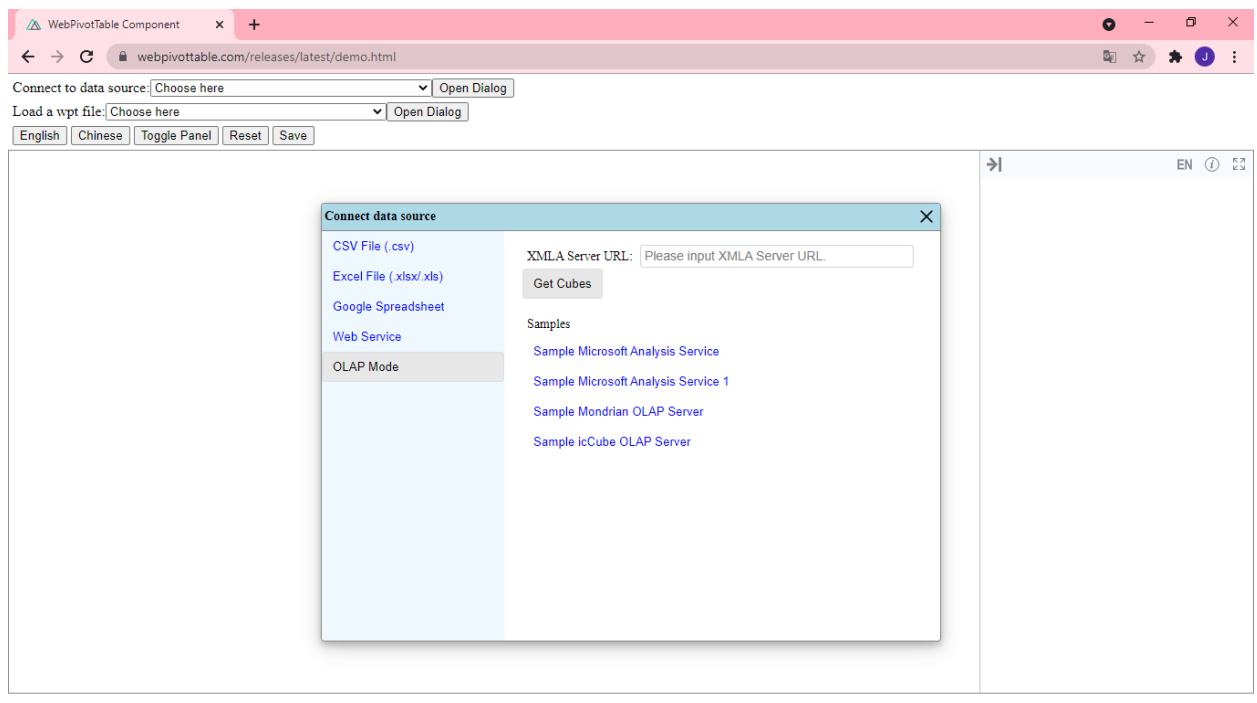 WebPivotTable Component
webpivottable.com/releases/latest/demo.html
J
Connect to data source: Choose here Open Dialog
Load a wpt file: Choose here Open Dialog
English Chinese Toggle Panel Reset Save
EN i
Connect data source
CSV File (.csv)
Excel File (.xlsx/.xls)
Google Spreadsheet
Web Service
OLAP Mode
XMLA Server URL: Please input XMLA Server URL.
Get Cubes
Samples
Sample Microsoft Analysis Service
Sample Microsoft Analysis Service 1
Sample Mondrian OLAP Server
Sample icCube OLAP Server